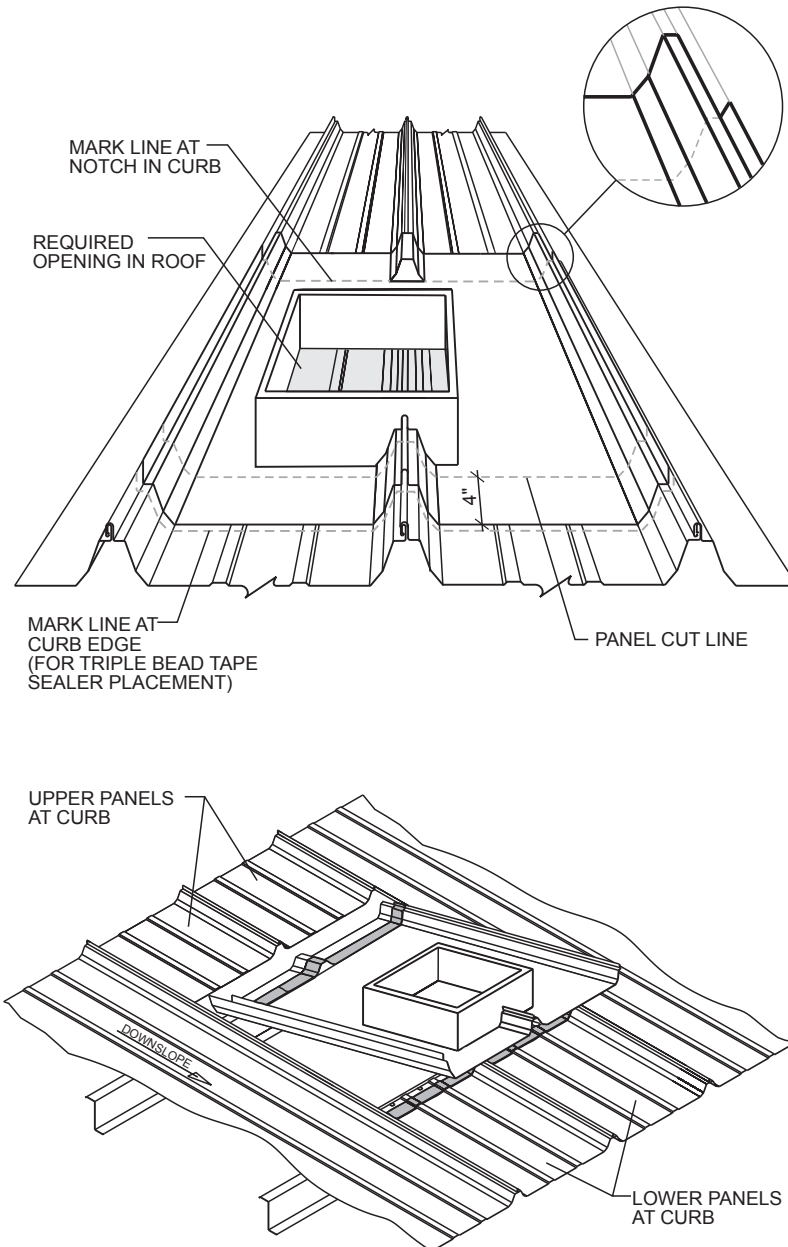 MARK LINE AT
NOTCH IN CURB
REQUIRED
OPENING IN ROOF
4"
MARK LINE AT
CURB EDGE
(FOR TRIPLE BEAD TAPE
SEALER PLACEMENT)
PANEL CUT LINE
UPPER PANELS
AT CURB
DOWNSLOPE
LOWER PANELS
AT CURB